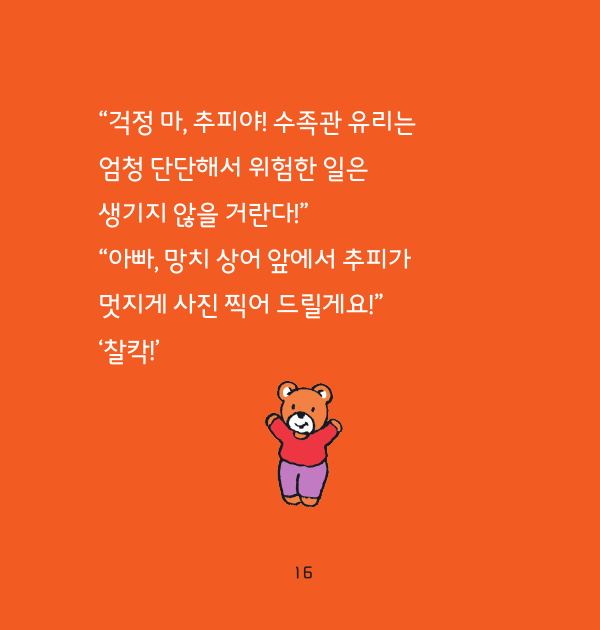 “걱정 마, 추피야! 수족관 유리는
엄청 단단해서 위험한 일은
생기지 않을 거란다!”
“아빠, 망치 상어 앞에서 추피가
멋지게 사진 찍어 드릴게요!”
‘찰칵!’
16